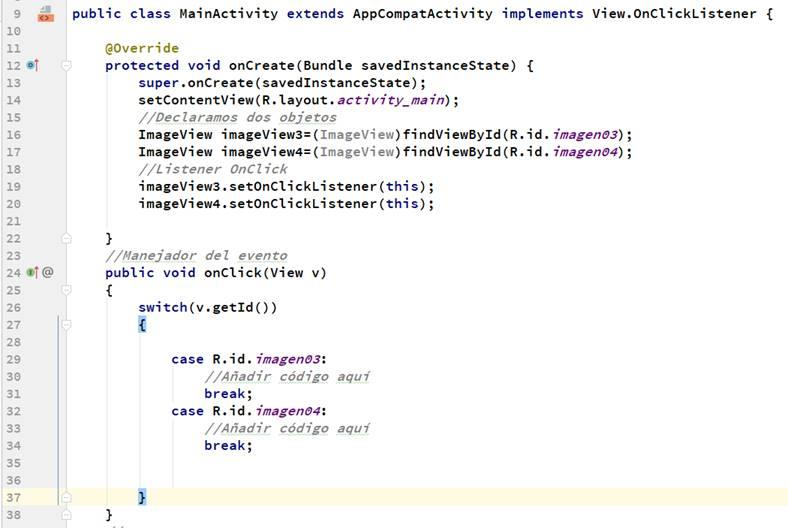 9 public class MainActivity extends AppCompatActivity implements View.OnClickListener {
10
11 @Override
12 protected void onCreate(Bundle savedInstanceState) {
13 super.onCreate(savedInstanceState);
14 setContentView(R.layout.activity_main);
15 //Declaramos dos objetos
16 ImageView imageView3=(ImageView)findViewById(R.id.imagen03);
17 ImageView imageView4=(ImageView)findViewById(R.id.imagen04);
18 //Listener OnClick
19 imageView3.setOnClickListener(this);
20 imageView4.setOnClickListener(this);
21
22 }
23 //Manejador del evento
24 @ public void onClick(View v)
25 {
26 switch(v.getId())
27 {
28
29 case R.id.imagen03:
30 //Añadir código aquí
31 break;
32 case R.id.imagen04:
33 //Añadir código aquí
34 break;
35
36
37 }
38 }